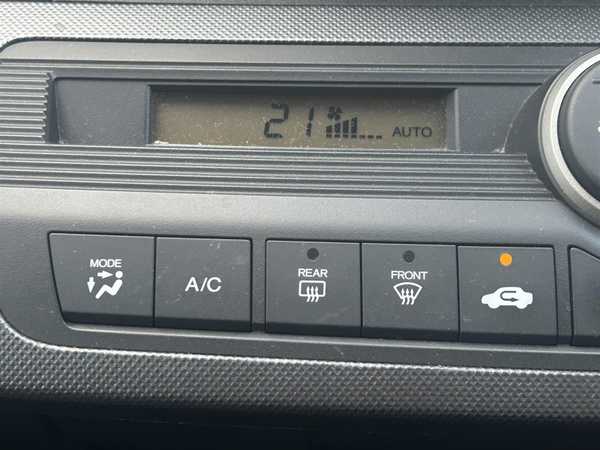 21 AUTO
MODE
A/C
REAR
FRONT